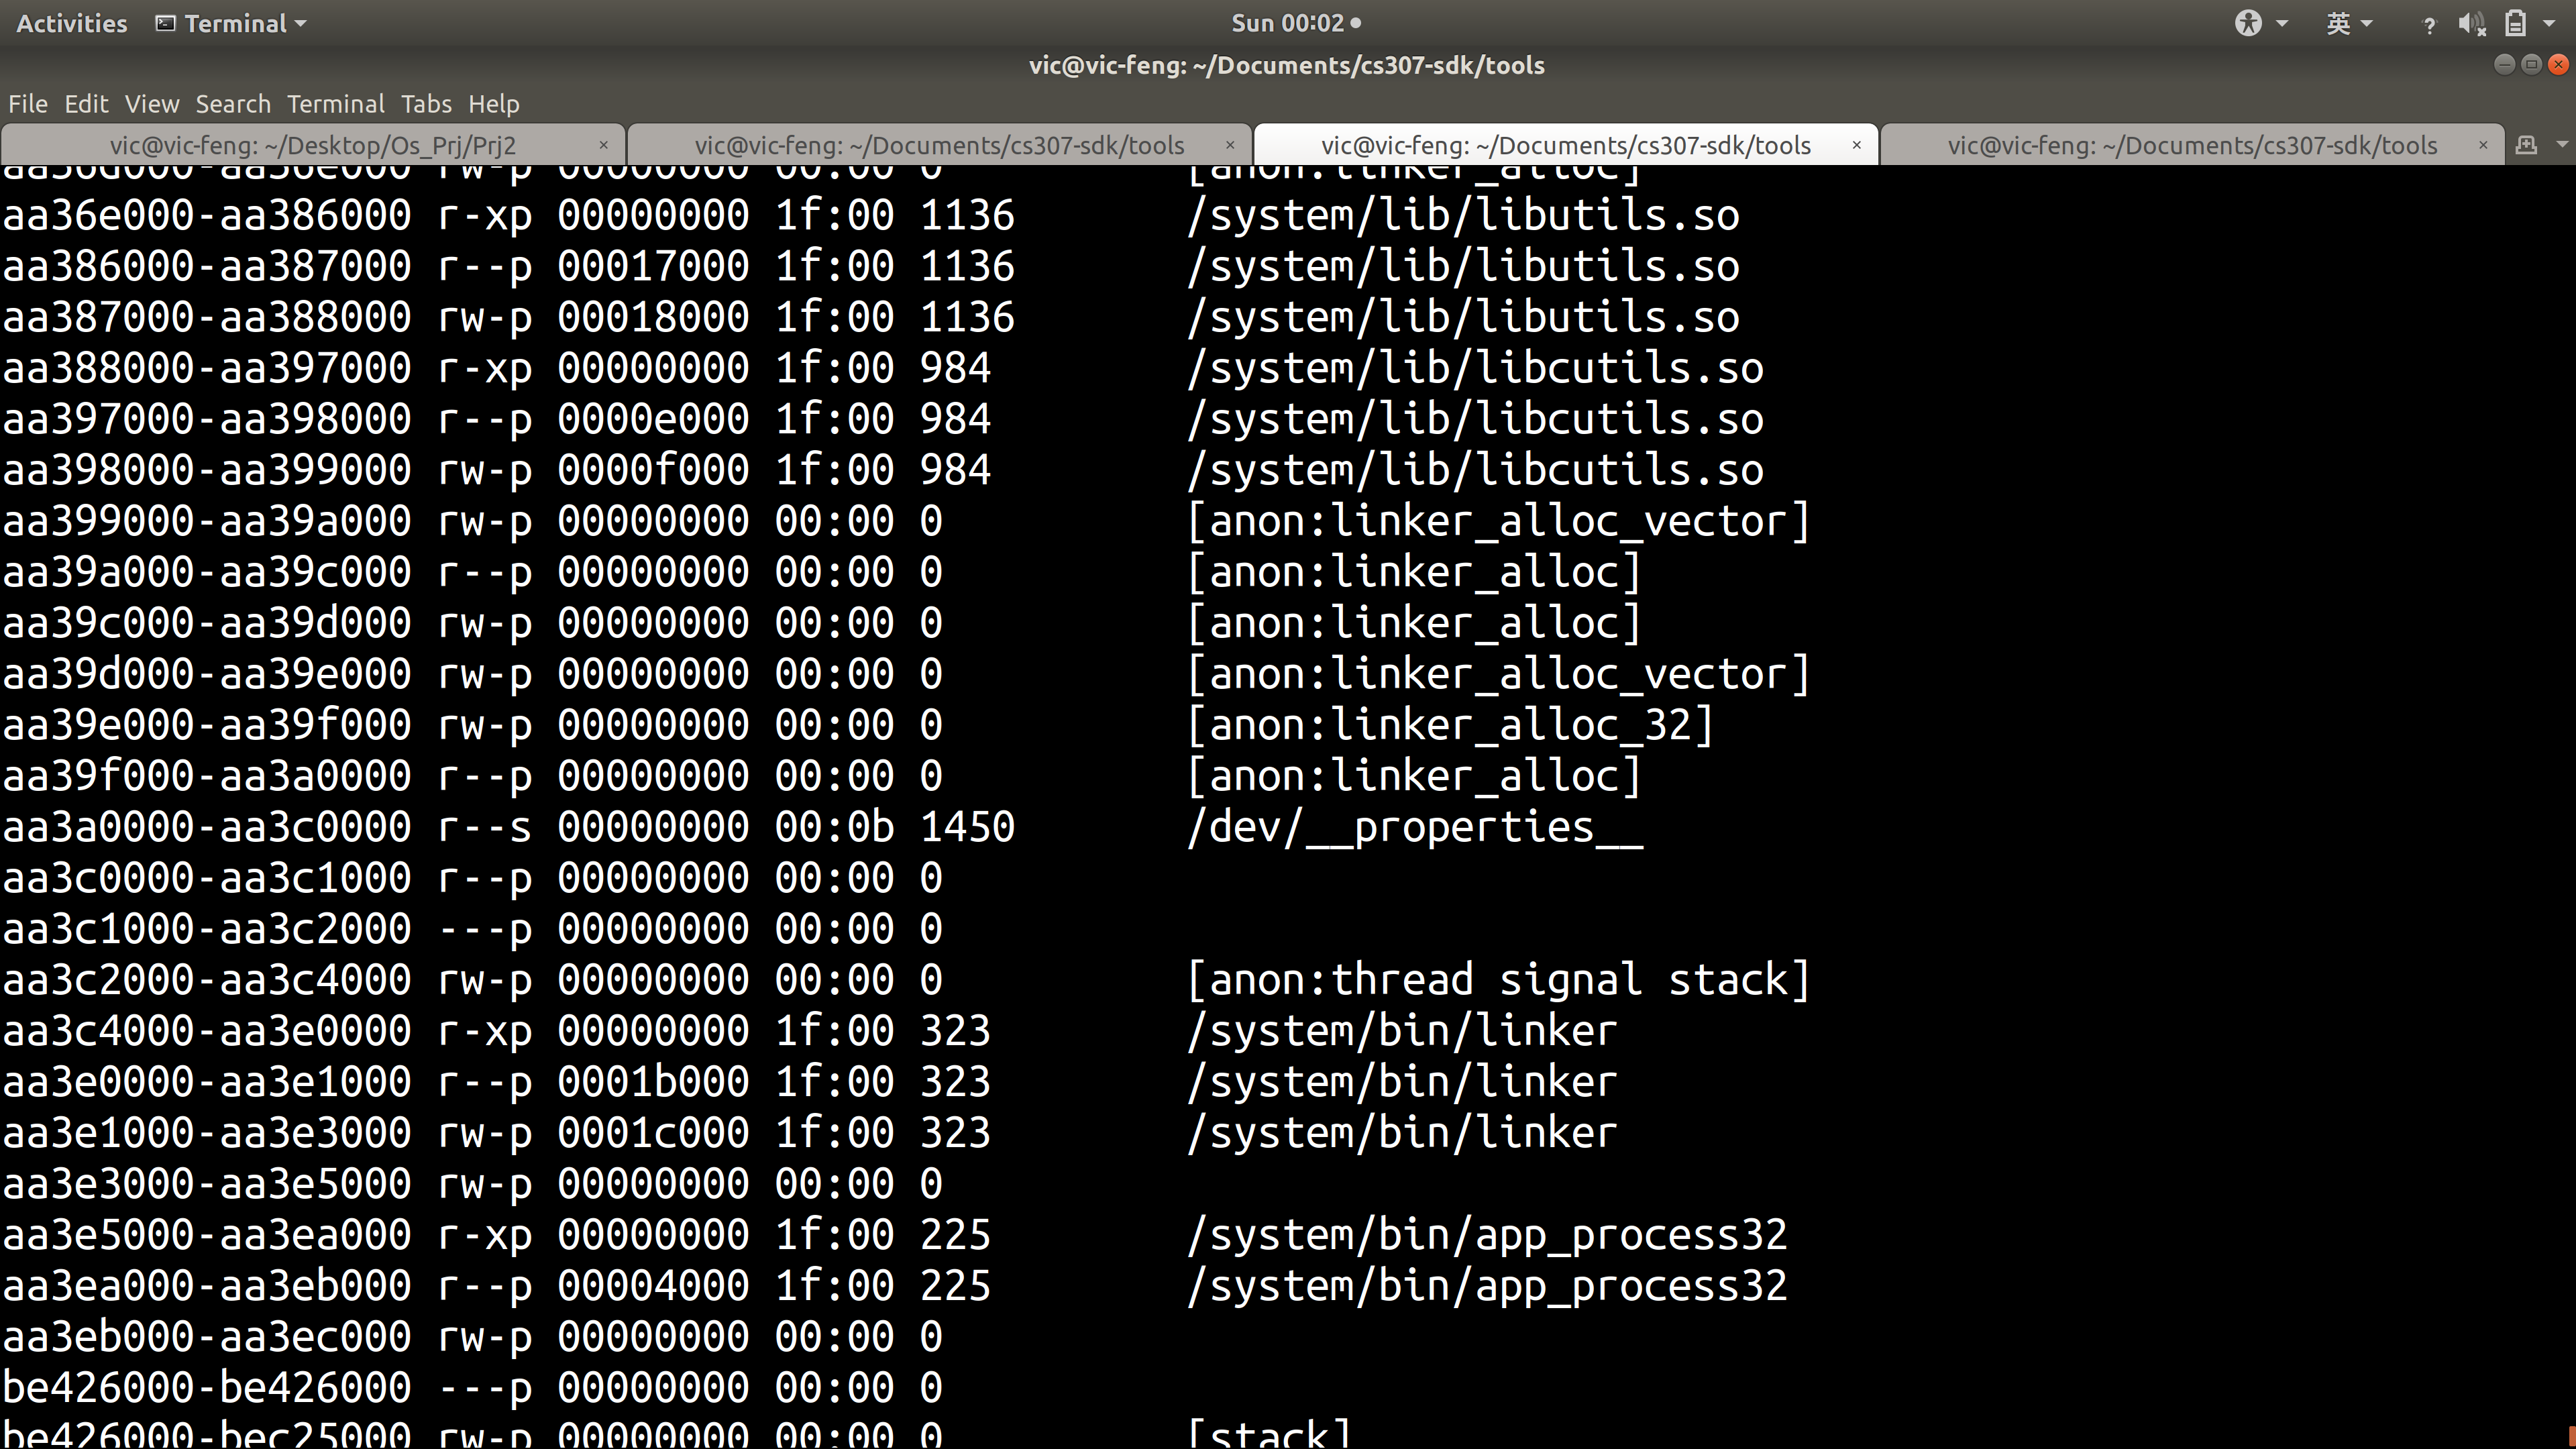 Activities Terminal Sun 00:02 英 ?
vic@vic-feng: ~/Documents/cs307-sdk/tools
File Edit View Search Terminal Tabs Help
vic@vic-feng: ~/Desktop/Os_Prj/Prj2 × vic@vic-feng: ~/Documents/cs307-sdk/tools × vic@vic-feng: ~/Documents/cs307-sdk/tools × vic@vic-feng: ~/Documents/cs307-sdk/tools ×
aa36d000-aa36e000 rw-p 00000000 00:00 0 [anon:linker_alloc]
aa36e000-aa386000 r-xp 00000000 1f:00 1136 /system/lib/libutils.so
aa386000-aa387000 r--p 00017000 1f:00 1136 /system/lib/libutils.so
aa387000-aa388000 rw-p 00018000 1f:00 1136 /system/lib/libutils.so
aa388000-aa397000 r-xp 00000000 1f:00 984 /system/lib/libcutils.so
aa397000-aa398000 r--p 0000e000 1f:00 984 /system/lib/libcutils.so
aa398000-aa399000 rw-p 0000f000 1f:00 984 /system/lib/libcutils.so
aa399000-aa39a000 rw-p 00000000 00:00 0 [anon:linker_alloc_vector]
aa39a000-aa39c000 r--p 00000000 00:00 0 [anon:linker_alloc]
aa39c000-aa39d000 rw-p 00000000 00:00 0 [anon:linker_alloc]
aa39d000-aa39e000 rw-p 00000000 00:00 0 [anon:linker_alloc_vector]
aa39e000-aa39f000 rw-p 00000000 00:00 0 [anon:linker_alloc_32]
aa39f000-aa3a0000 r--p 00000000 00:00 0 [anon:linker_alloc]
aa3a0000-aa3c0000 r--s 00000000 00:0b 1450 /dev/__properties__
aa3c0000-aa3c1000 r--p 00000000 00:00 0
aa3c1000-aa3c2000 ---p 00000000 00:00 0
aa3c2000-aa3c4000 rw-p 00000000 00:00 0 [anon:thread signal stack]
aa3c4000-aa3e0000 r-xp 00000000 1f:00 323 /system/bin/linker
aa3e0000-aa3e1000 r--p 0001b000 1f:00 323 /system/bin/linker
aa3e1000-aa3e3000 rw-p 0001c000 1f:00 323 /system/bin/linker
aa3e3000-aa3e5000 rw-p 00000000 00:00 0
aa3e5000-aa3ea000 r-xp 00000000 1f:00 225 /system/bin/app_process32
aa3ea000-aa3eb000 r--p 00004000 1f:00 225 /system/bin/app_process32
aa3eb000-aa3ec000 rw-p 00000000 00:00 0
be426000-be426000 ---p 00000000 00:00 0
be426000-bec25000 rw-p 00000000 00:00 0 [stack]